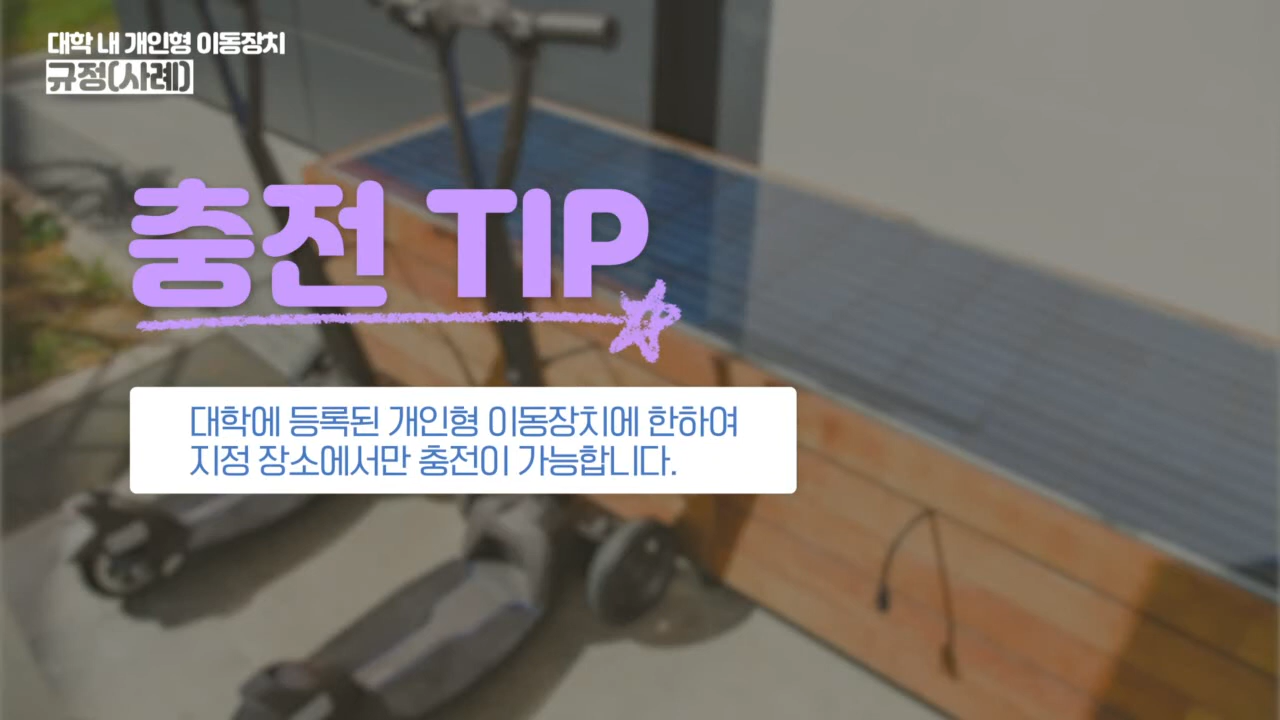 대학 내 개인형 이동장치
규정(사례)
충전 TIP
대학에 등록된 개인형 이동장치에 한하여
지정 장소에서만 충전이 가능합니다.